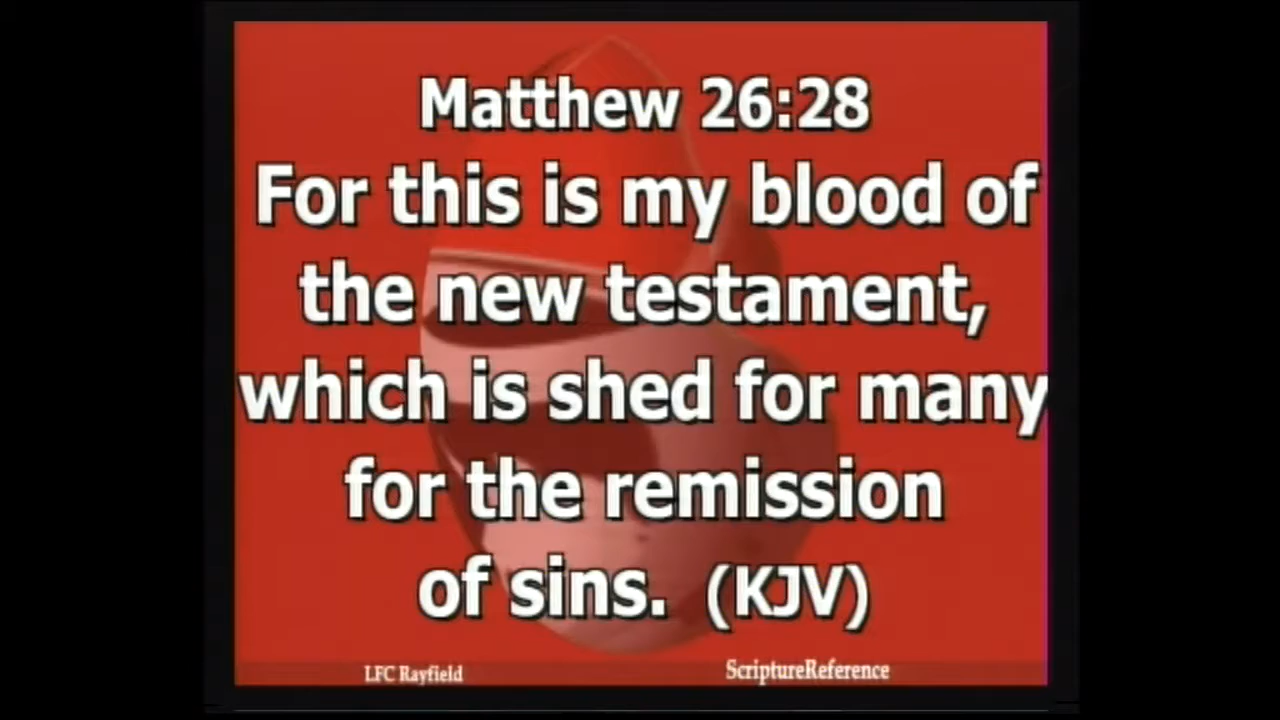 Matthew 26:28
For this is my blood of
the new testament,
which is shed for many
for the remission
of sins. (KJV)
LFC Rayfield
ScriptureReference